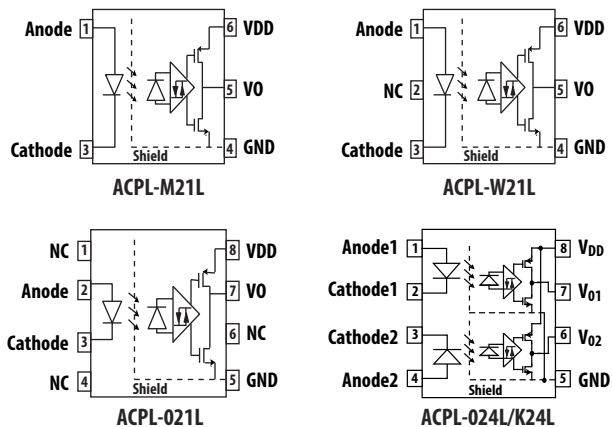 Anode 1 6 VDD
5 VO
Cathode 3 4 GND
Shield
ACPL-M21L
Anode 1 6 VDD
NC 2 5 VO
Cathode 3 4 GND
Shield
ACPL-W21L
NC 1 8 VDD
Anode 2 7 VO
Cathode 3 6 NC
NC 4 5 GND
Shield
ACPL-021L
Anode1 1 8 VDD
Cathode1 2 7 V01
Cathode2 3 6 V02
Anode2 4 5 GND
Shield
ACPL-024L/K24L